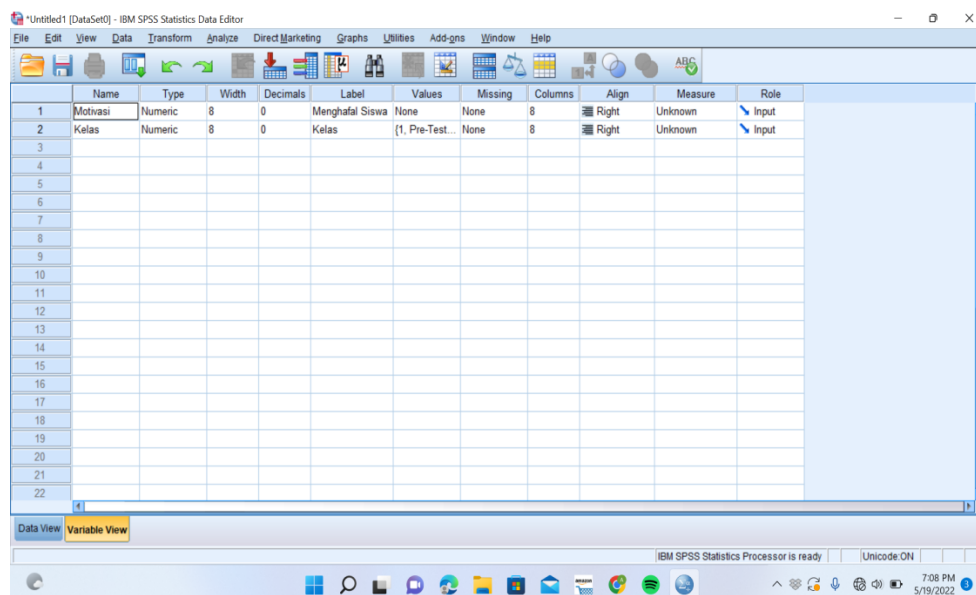 *Untitled1 [DataSet0] - IBM SPSS Statistics Data Editor
File Edit View Data Transform Analyze Direct Marketing Graphs Utilities Add-ons Window Help
Name Type Width Decimals Label Values Missing Columns Align Measure Role
1 Motivasi Numeric 8 0 Menghafal Siswa None None 8 Right Unknown Input
2 Kelas Numeric 8 0 Kelas {1, Pre-Test... None 8 Right Unknown Input
3
4
5
6
7
8
9
10
11
12
13
14
15
16
17
18
19
20
21
22
Data View Variable View
IBM SPSS Statistics Processor is ready Unicode:ON
7:08 PM
5/19/2022 3